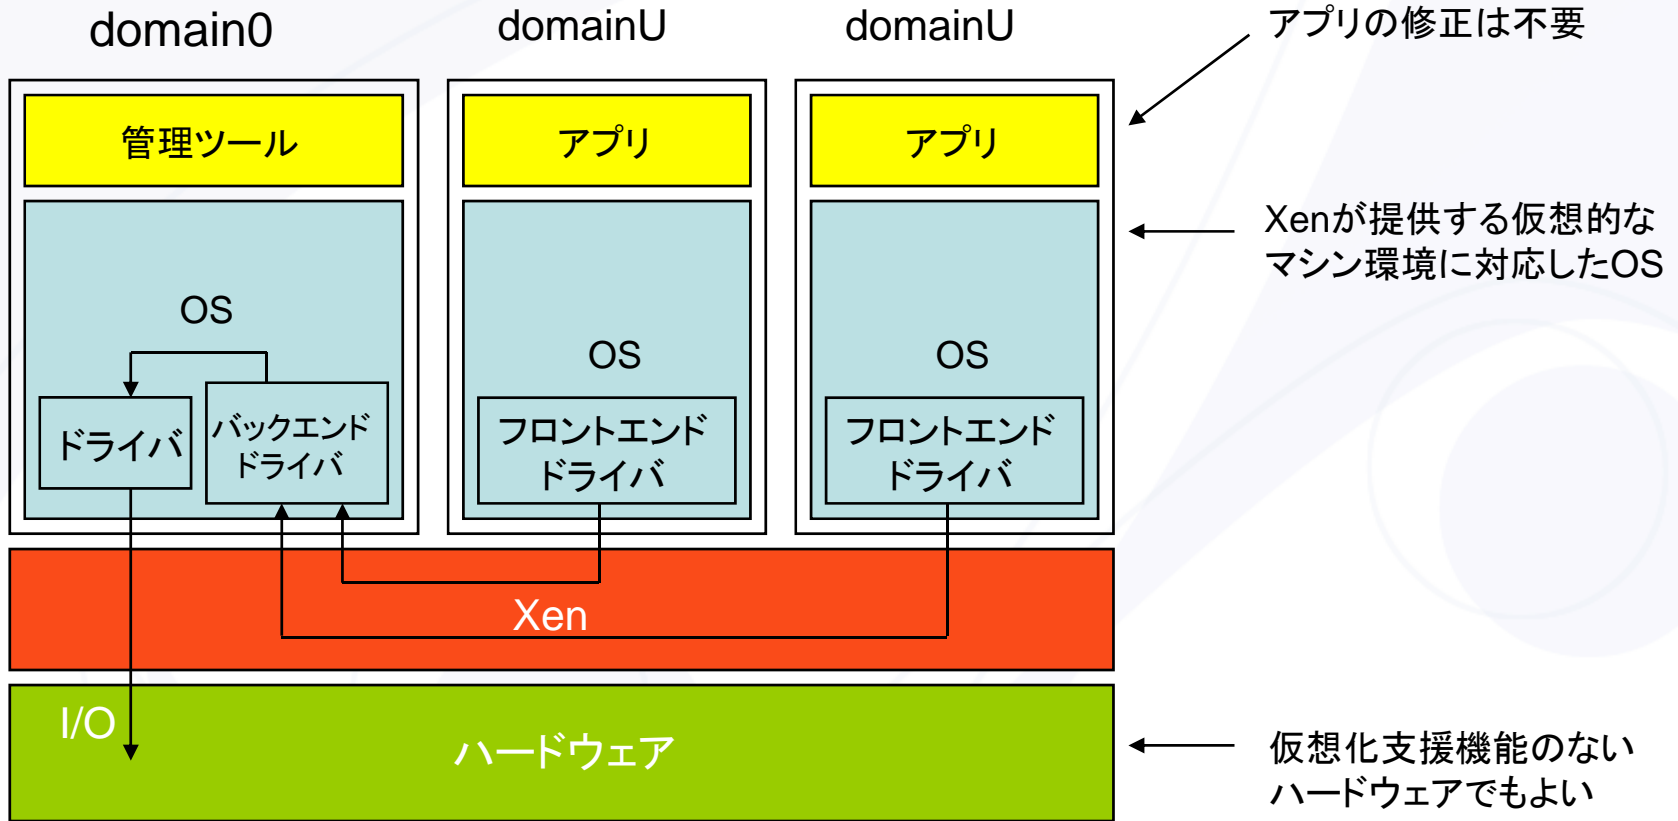 domain0
domainU
domainU
アプリの修正は不要
管理ツール
アプリ
アプリ
Xenが提供する仮想的な
マシン環境に対応したOS
OS
OS
OS
ドライバ
バックエンド
ドライバ
フロントエンド
ドライバ
フロントエンド
ドライバ
Xen
I/O
ハードウェア
仮想化支援機能のない
ハードウェアでもよい